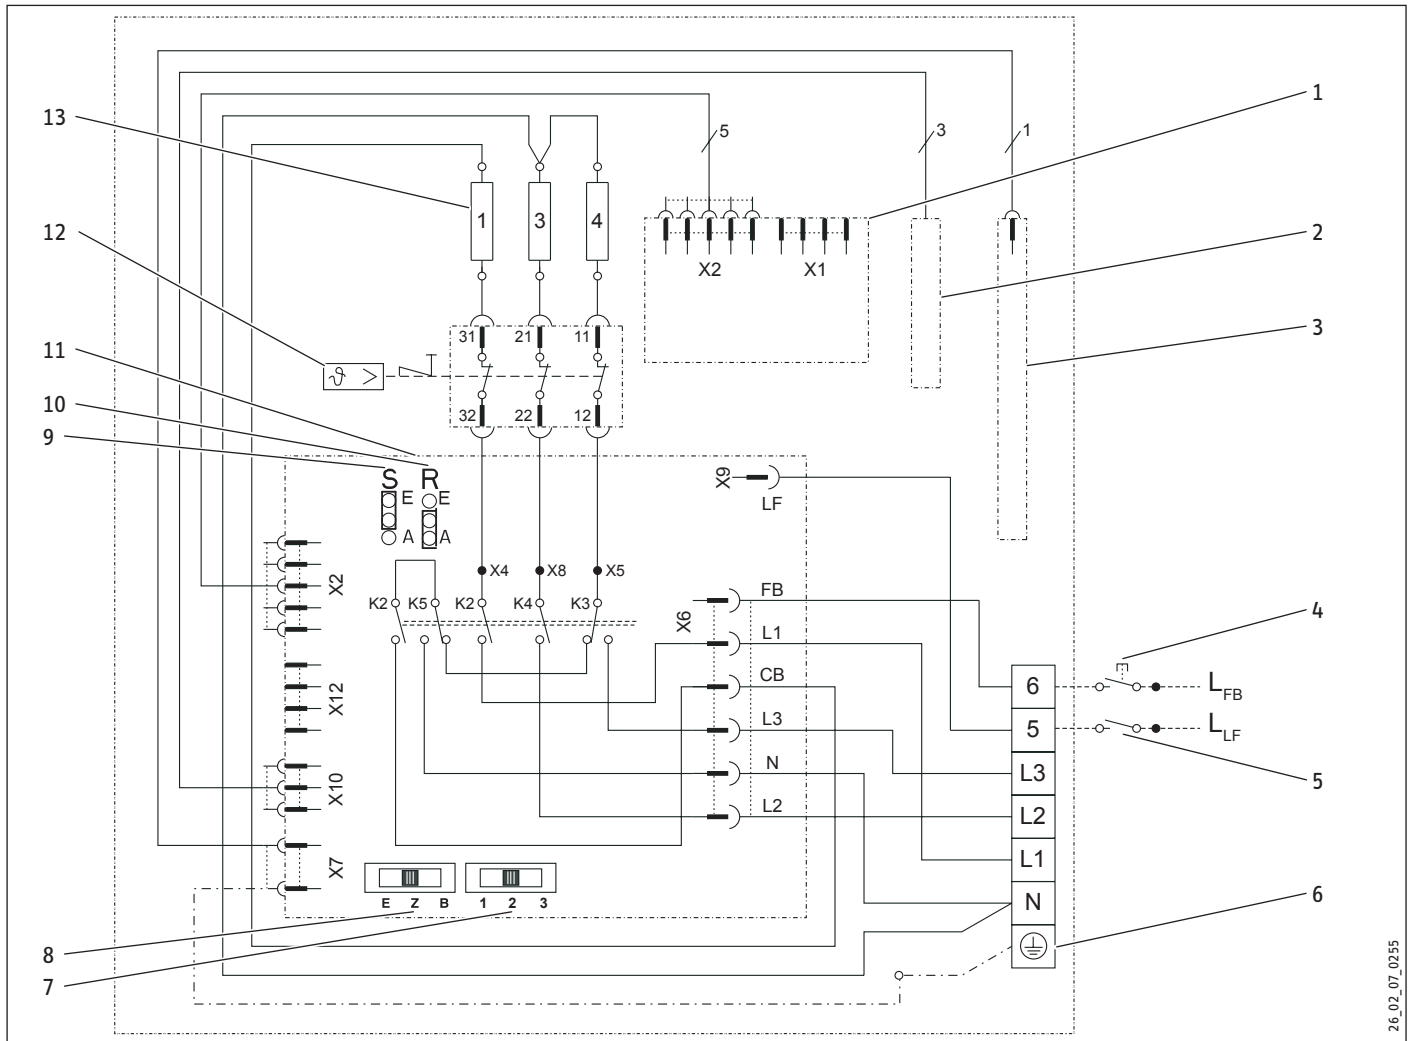 13
1
5
3
1
12
1
3
4
2
X2
X1
31
21
11
3
11
ϑ >
10
32
22
12
9
S R
E E
A A
X9
LF
X2
X4
X8
X5
K2
K5
K2
K4
K3
X6
FB
4
L1
X12
CB
6
LFB
L3
5
LLF
X10
N
L3
5
L2
L2
X7
L1
E Z B
1 2 3
N
6
8
7
26_02_07_0255